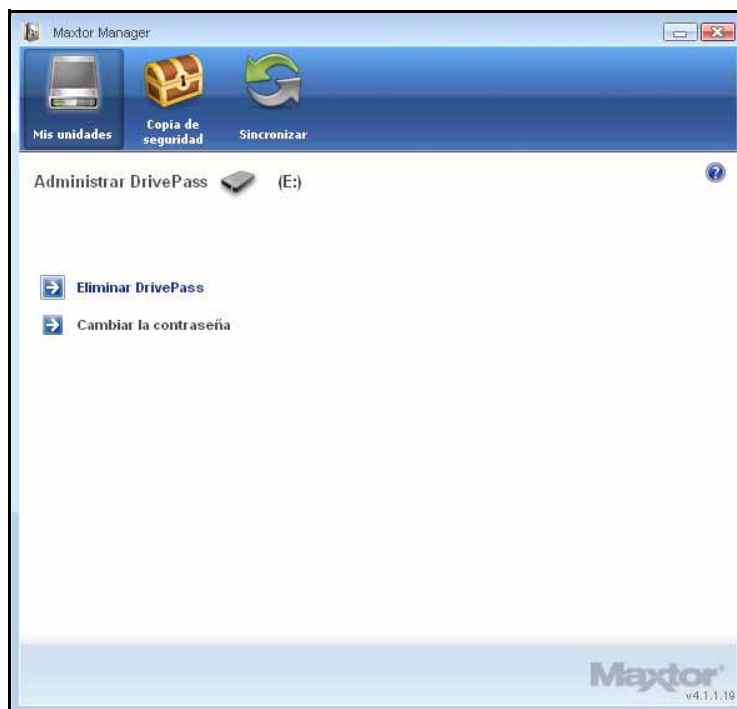 Maxtor Manager
Mis unidades
Copia de
seguridad
Sincronizar
Administrar DrivePass
(E:)
Eliminar DrivePass
Cambiar la contraseña
Maxtor
v4.1.1.19